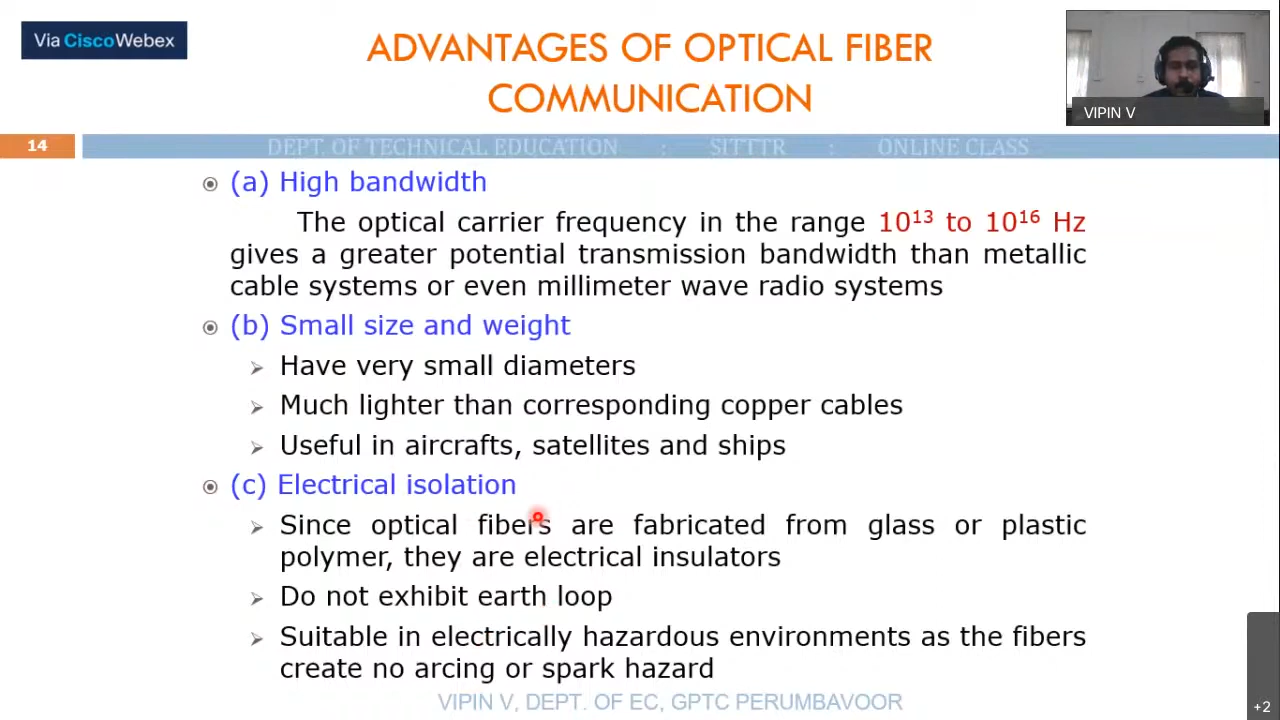 Via Cisco Webex
ADVANTAGES OF OPTICAL FIBER
COMMUNICATION
VIPIN V
14
DEPT. OF TECHNICAL EDUCATION : SITTTR : ONLINE CLASS
(a) High bandwidth
The optical carrier frequency in the range 10¹³ to 10¹⁶ Hz
gives a greater potential transmission bandwidth than metallic
cable systems or even millimeter wave radio systems
(b) Small size and weight
Have very small diameters
Much lighter than corresponding copper cables
Useful in aircrafts, satellites and ships
(c) Electrical isolation
Since optical fibers are fabricated from glass or plastic
polymer, they are electrical insulators
Do not exhibit earth loop
Suitable in electrically hazardous environments as the fibers
create no arcing or spark hazard
VIPIN V, DEPT. OF EC, GPTC PERUMBAVOOR
+2